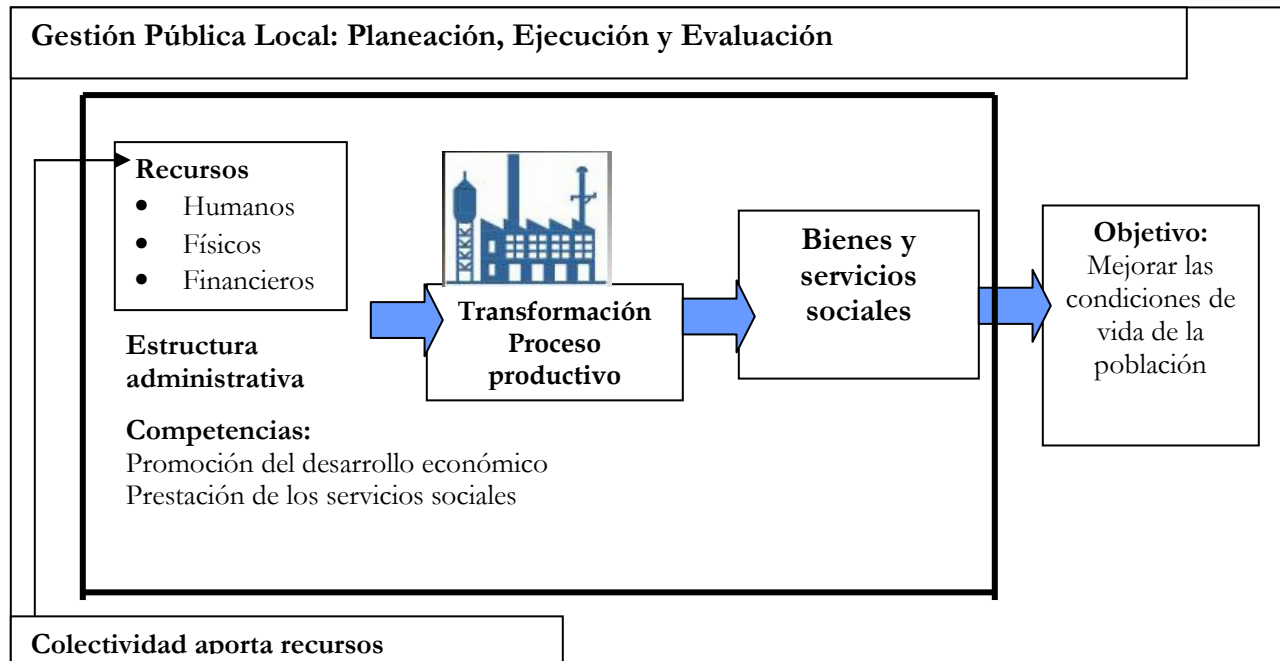 Gestión Pública Local: Planeación, Ejecución y Evaluación
Recursos
• Humanos
• Físicos
• Financieros
Estructura
administrativa
Competencias:
Promoción del desarrollo económico
Prestación de los servicios sociales
Transformación
Proceso
productivo
Bienes y
servicios
sociales
Objetivo:
Mejorar las
condiciones de
vida de la
población
Colectividad aporta recursos